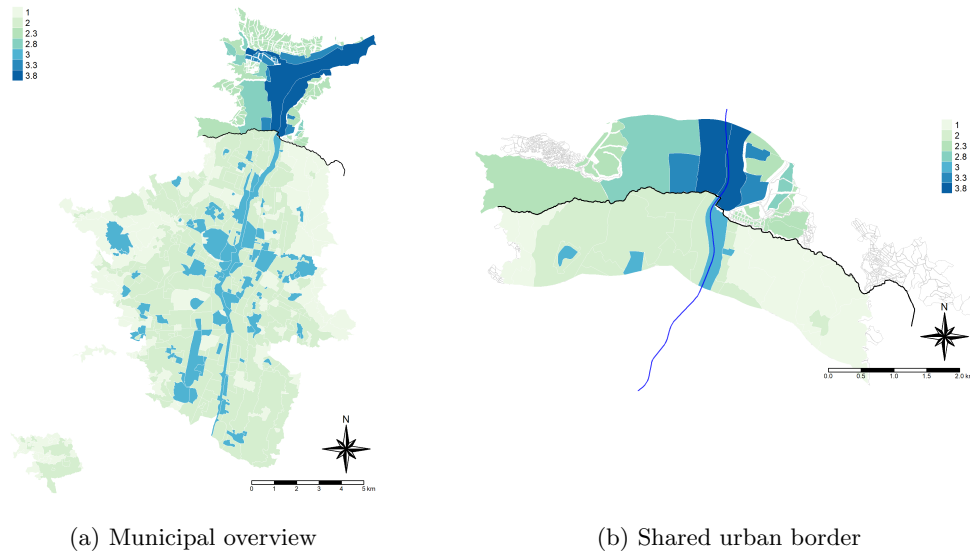 1
2
2.3
2.8
3
3.3
3.8
N
0 1 2 3 4 5 km
1
2
2.3
2.8
3
3.3
3.8
N
0.0 0.5 1.0 1.5 2.0 km
(a) Municipal overview
(b) Shared urban border